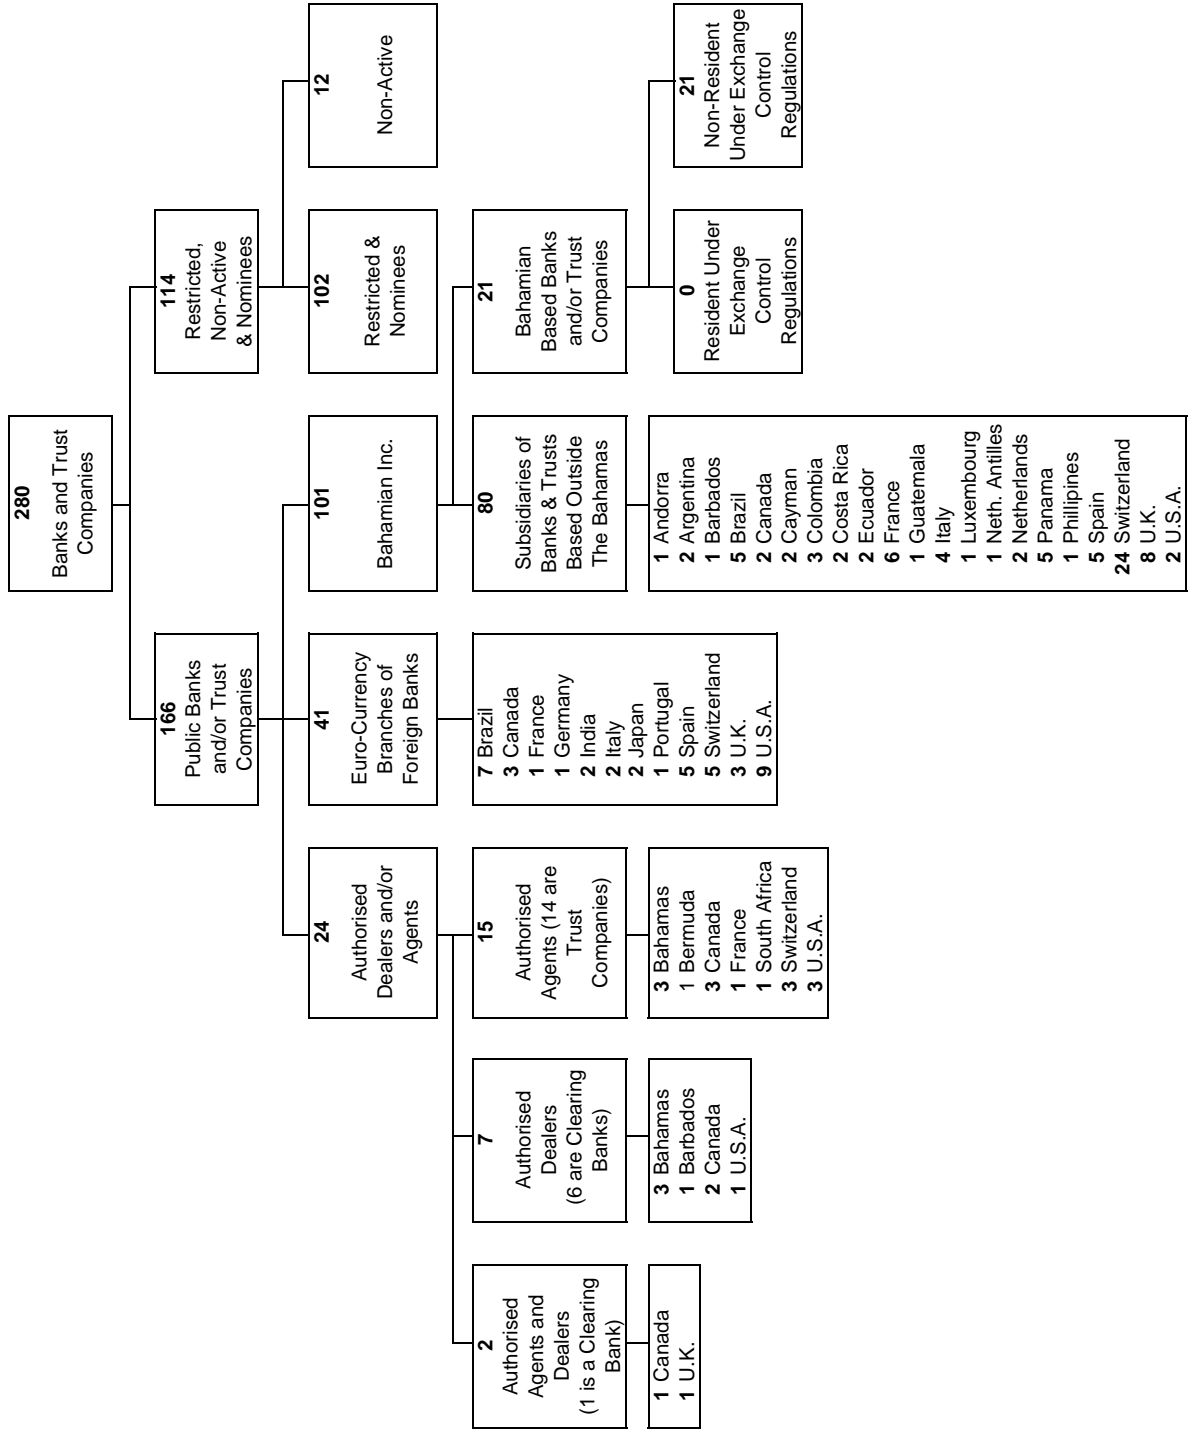 280
Banks and Trust
Companies
166
Public Banks
and/or Trust
Companies
114
Restricted,
Non-Active
& Nominees
24
Authorised
Dealers and/or
Agents
41
Euro-Currency
Branches of
Foreign Banks
101
Bahamian Inc.
102
Restricted &
Nominees
12
Non-Active
2
Authorised
Agents and
Dealers
(1 is a Clearing
Bank)
7
Authorised
Dealers
(6 are Clearing
Banks)
15
Authorised
Agents (14 are
Trust
Companies)
7 Brazil
3 Canada
1 France
1 Germany
2 India
2 Italy
2 Japan
1 Portugal
5 Spain
5 Switzerland
3 U.K.
9 U.S.A.
80
Subsidiaries of
Banks & Trusts
Based Outside
The Bahamas
21
Bahamian
Based Banks
and/or Trust
Companies
1 Canada
1 U.K.
3 Bahamas
1 Barbados
2 Canada
1 U.S.A.
3 Bahamas
1 Bermuda
3 Canada
1 France
1 South Africa
3 Switzerland
3 U.S.A.
1 Andorra
2 Argentina
1 Barbados
5 Brazil
2 Canada
2 Cayman
3 Colombia
2 Costa Rica
2 Ecuador
6 France
1 Guatemala
4 Italy
1 Luxembourg
1 Neth. Antilles
2 Netherlands
5 Panama
1 Phillipines
5 Spain
24 Switzerland
8 U.K.
2 U.S.A.
0
Resident Under
Exchange
Control
Regulations
21
Non-Resident
Under Exchange
Control
Regulations